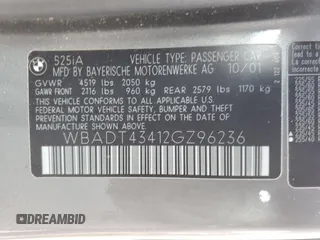 525iA VEHICLE TYPE: PASSENGER CAR
MFD BY BAYERISCHE MOTORENWERKE AG 10/01
GVWR 4519 LBS 2050 KG
GAWR FRONT 2116 LBS 960 KG REAR 2579 LBS 1170 KG
THIS VEHICLE CONFORMS TO ALL APPLICABLE
FEDERAL MOTOR VEHICLE SAFETY, BUMPER AND THEFT
PREVENTION STANDARDS IN EFFECT ON THE DATE OF
MANUFACTURE SHOWN ABOVE.
WBADT43412GZ96236
DREAMBID